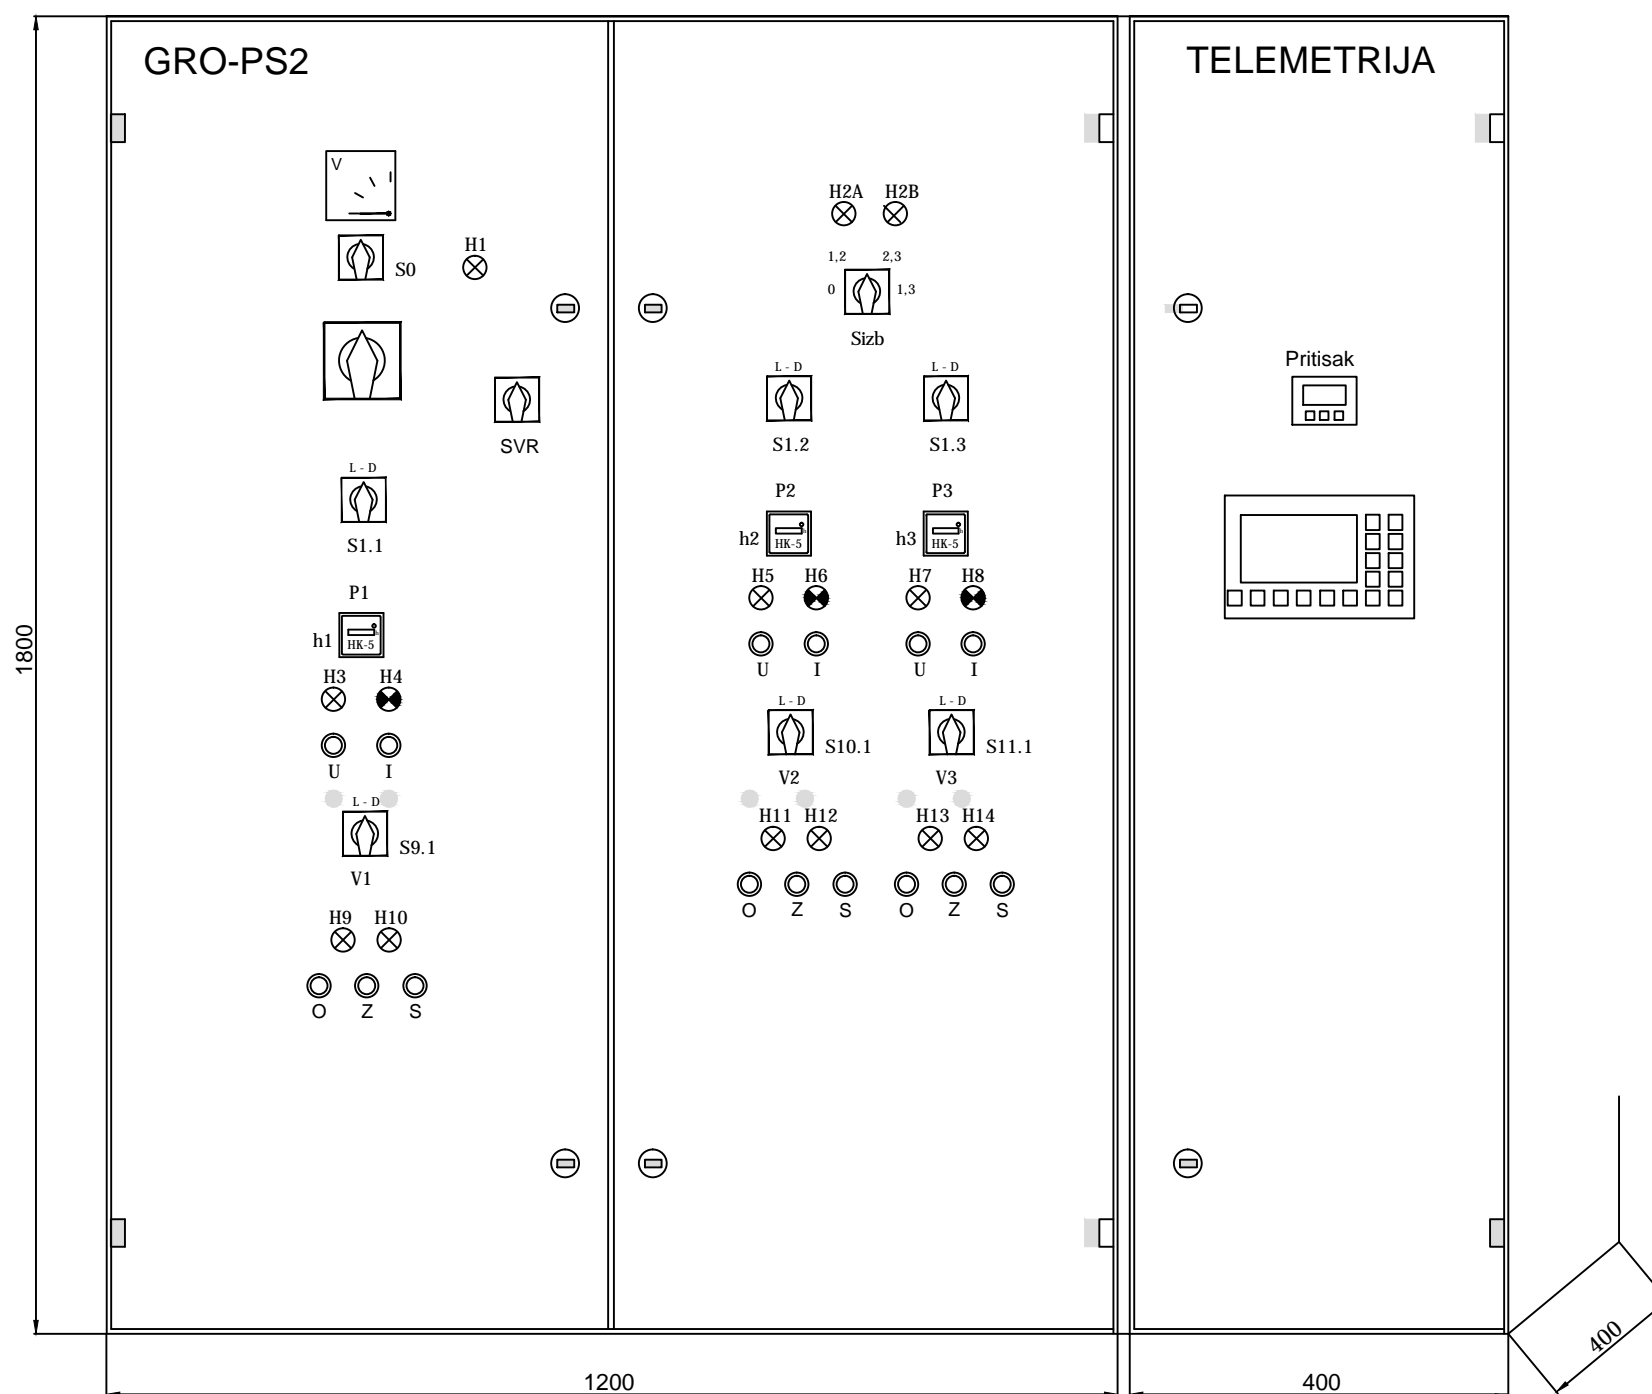 GRO-PS2
TELEMETRIJA
V
S0
H1
SVR
L - D
S1.1
P1
h1
HK-5
H3 H4
U I
L - D
S9.1
V1
H9 H10
O Z S
H2A H2B
1,2 2,3
0 1,3
Sizb
L - D L - D
S1.2 S1.3
P2 P3
h2 HK-5 h3 HK-5
H5 H6 H7 H8
U I U I
L - D L - D
S10.1 S11.1
V2 V3
H11 H12 H13 H14
O Z S O Z S
Pritisak
1800
1200
400
400